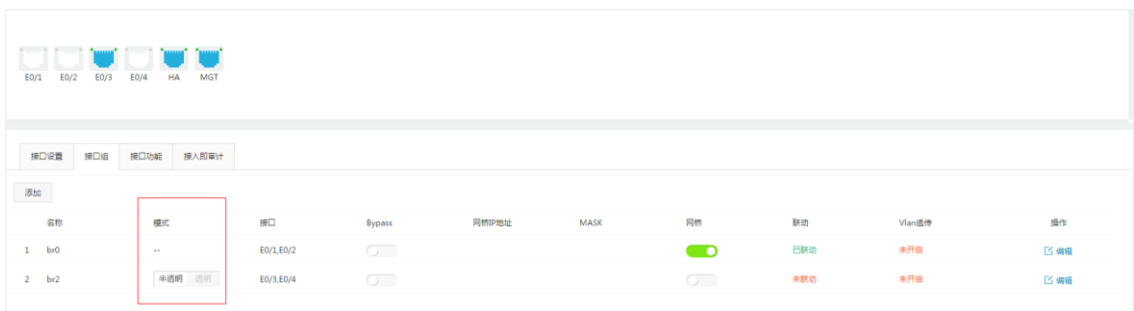 E0/1 E0/2 E0/3 E0/4 HA MGT
接口设置 接口组 接口功能 接入即审计
添加
名称 模式 接口 Bypass 网桥IP地址 MASK 网桥 联动 Vlan透传 操作
1 br0 -- E0/1,E0/2 已联动 未开启 编辑
2 br2 半透明 透明 E0/3,E0/4 未联动 未开启 编辑